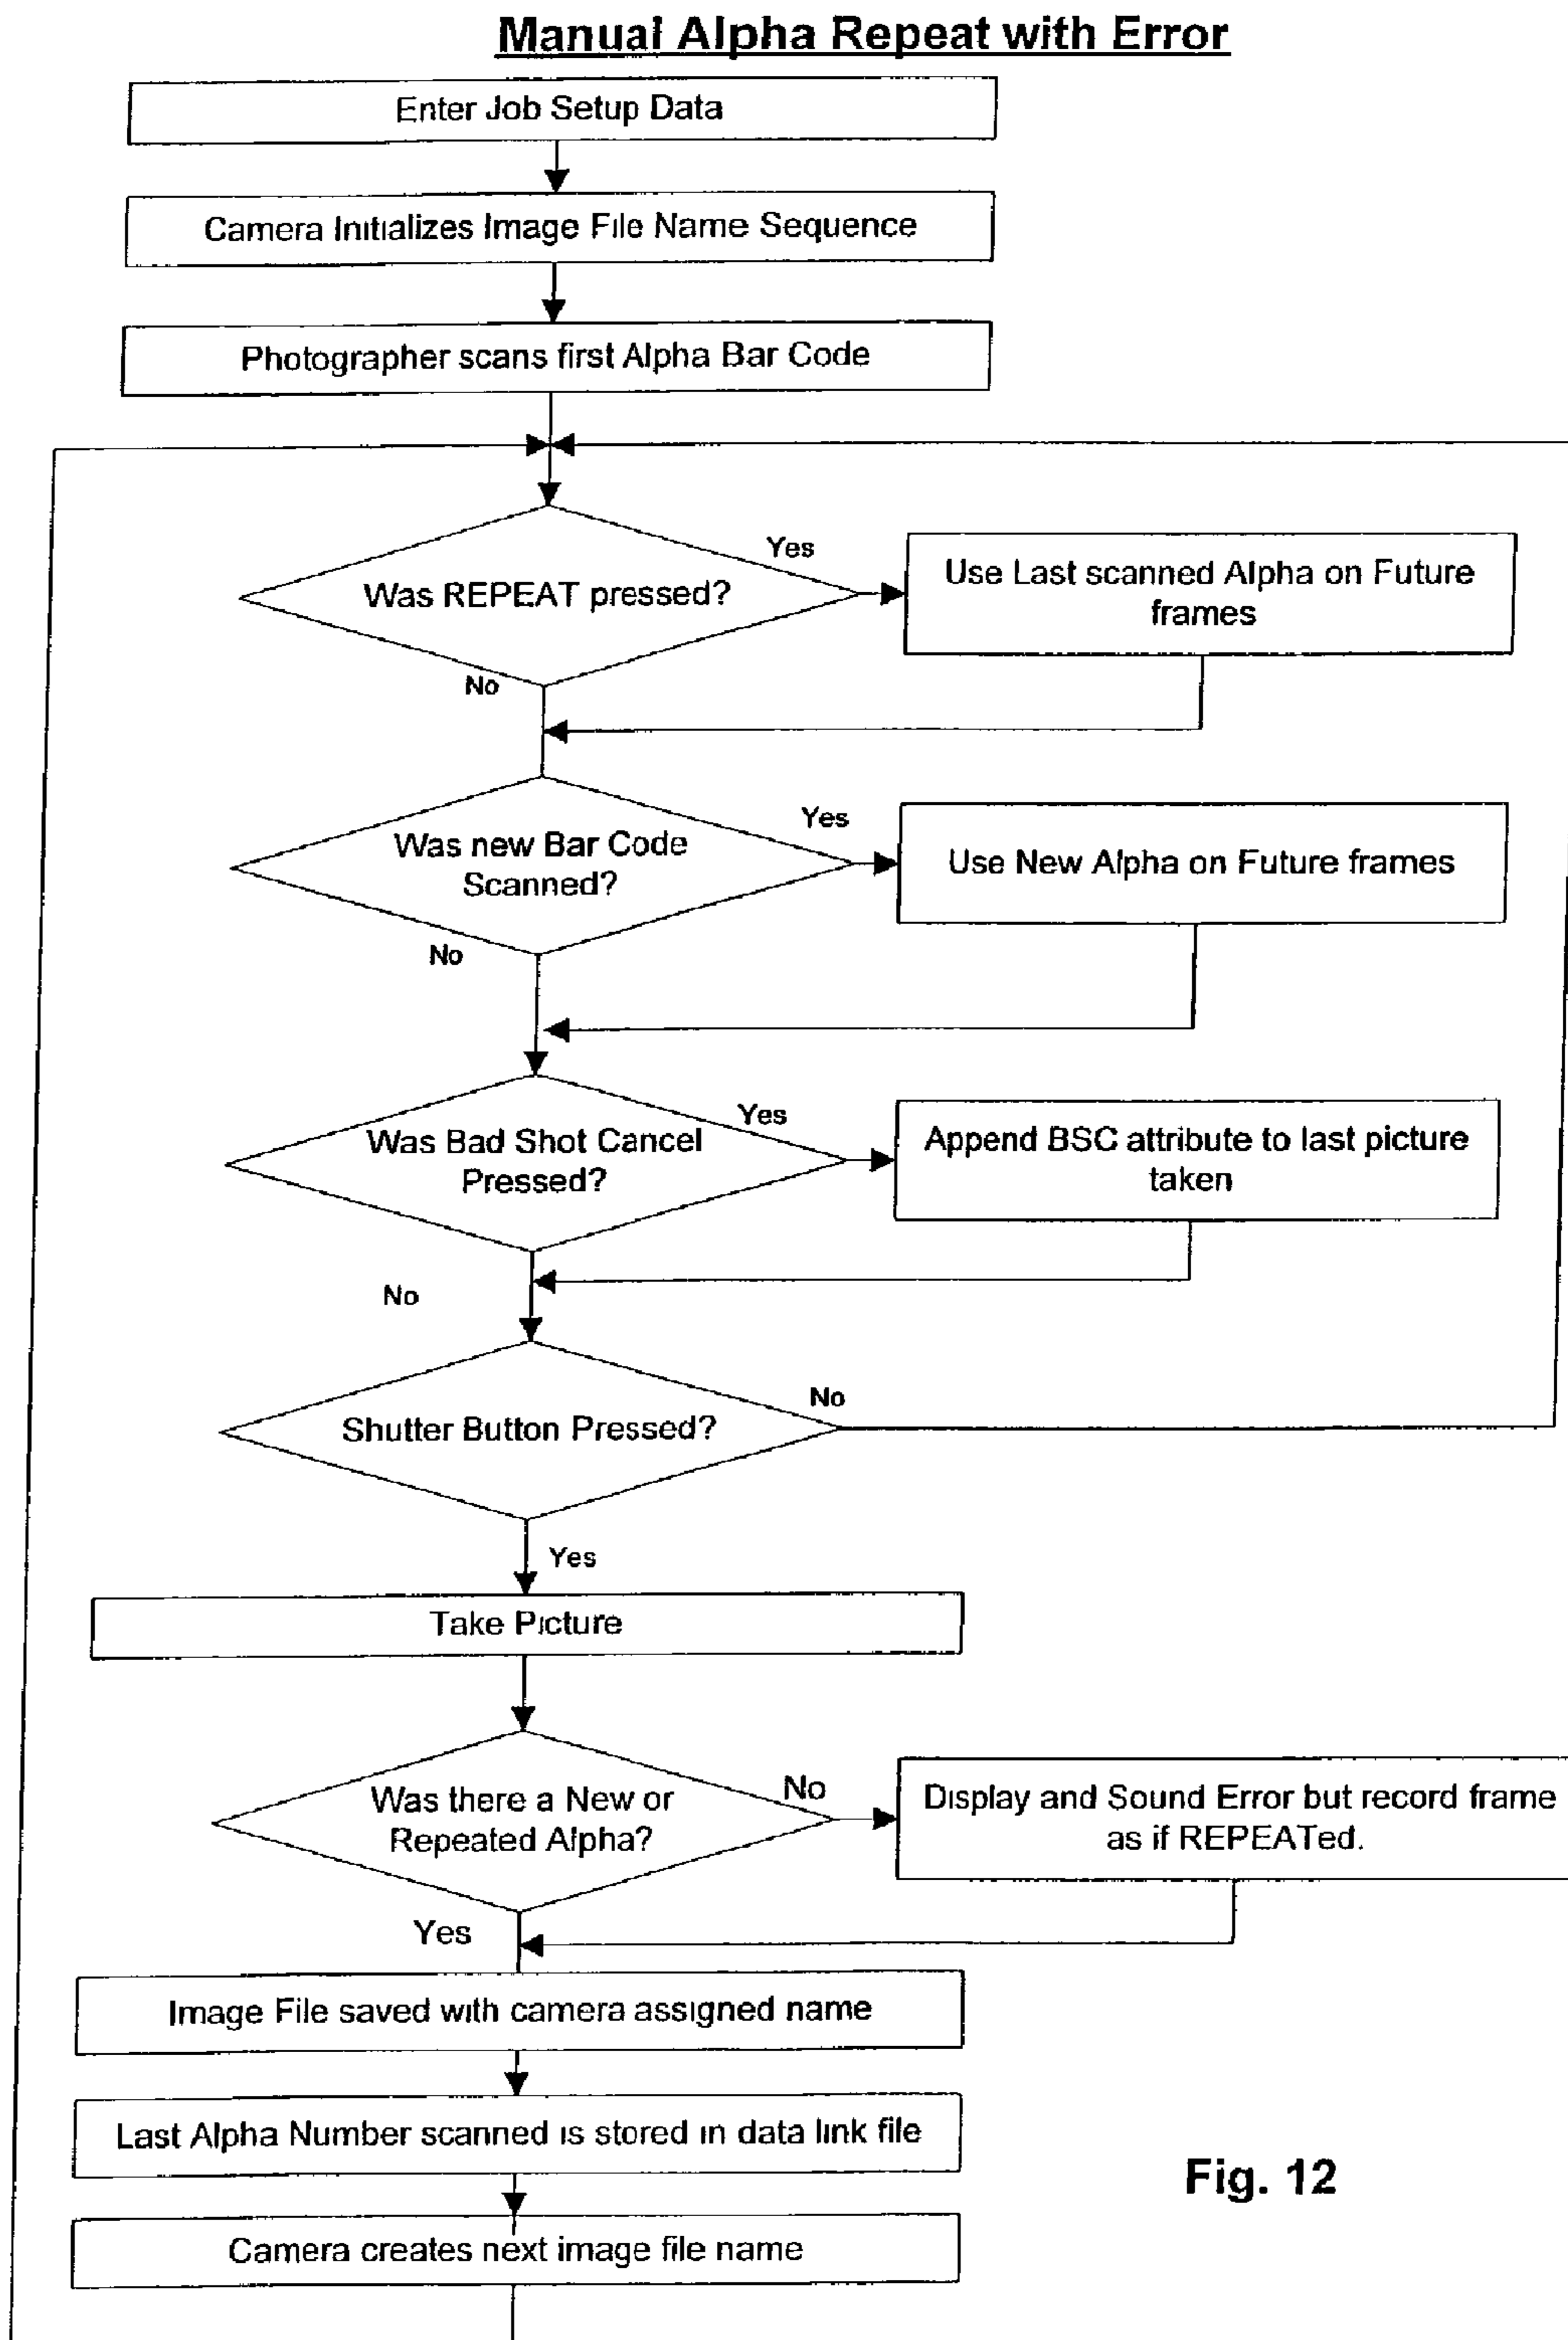 Manual Alpha Repeat with Error
Enter Job Setup Data
Camera Initializes Image File Name Sequence
Photographer scans first Alpha Bar Code
Was REPEAT pressed?
Yes
Use Last scanned Alpha on Future
frames
No
Was new Bar Code
Scanned?
Yes
Use New Alpha on Future frames
No
Was Bad Shot Cancel
Pressed?
Yes
Append BSC attribute to last picture
taken
No
Shutter Button Pressed?
No
Yes
Take Picture
Was there a New or
Repeated Alpha?
No
Display and Sound Error but record frame
as if REPEATed.
Yes
Image File saved with camera assigned name
Last Alpha Number scanned is stored in data link file
Camera creates next image file name
Fig. 12